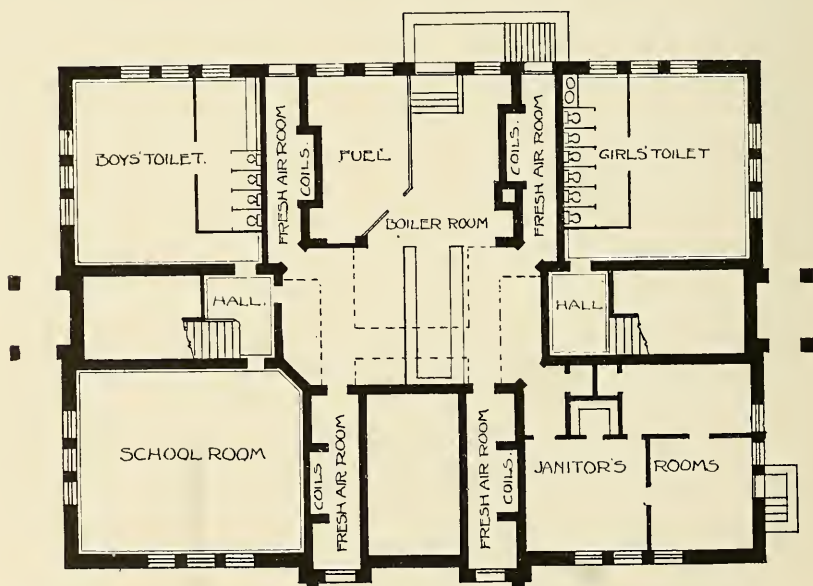 BOYS' TOILET.
FRESH AIR ROOM
COILS.
FUEL
BOILER ROOM
COILS.
FRESH AIR ROOM
GIRLS' TOILET
HALL.
HALL
SCHOOL ROOM
COILS
FRESH AIR ROOM
FRESH AIR ROOM
COILS.
JANITOR'S ROOMS